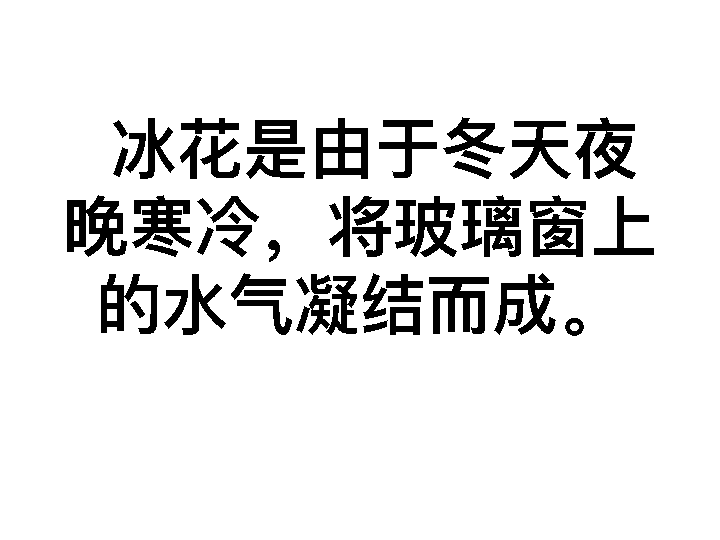 冰花是由于冬天夜
晚寒冷，将玻璃窗上
的水气凝结而成。